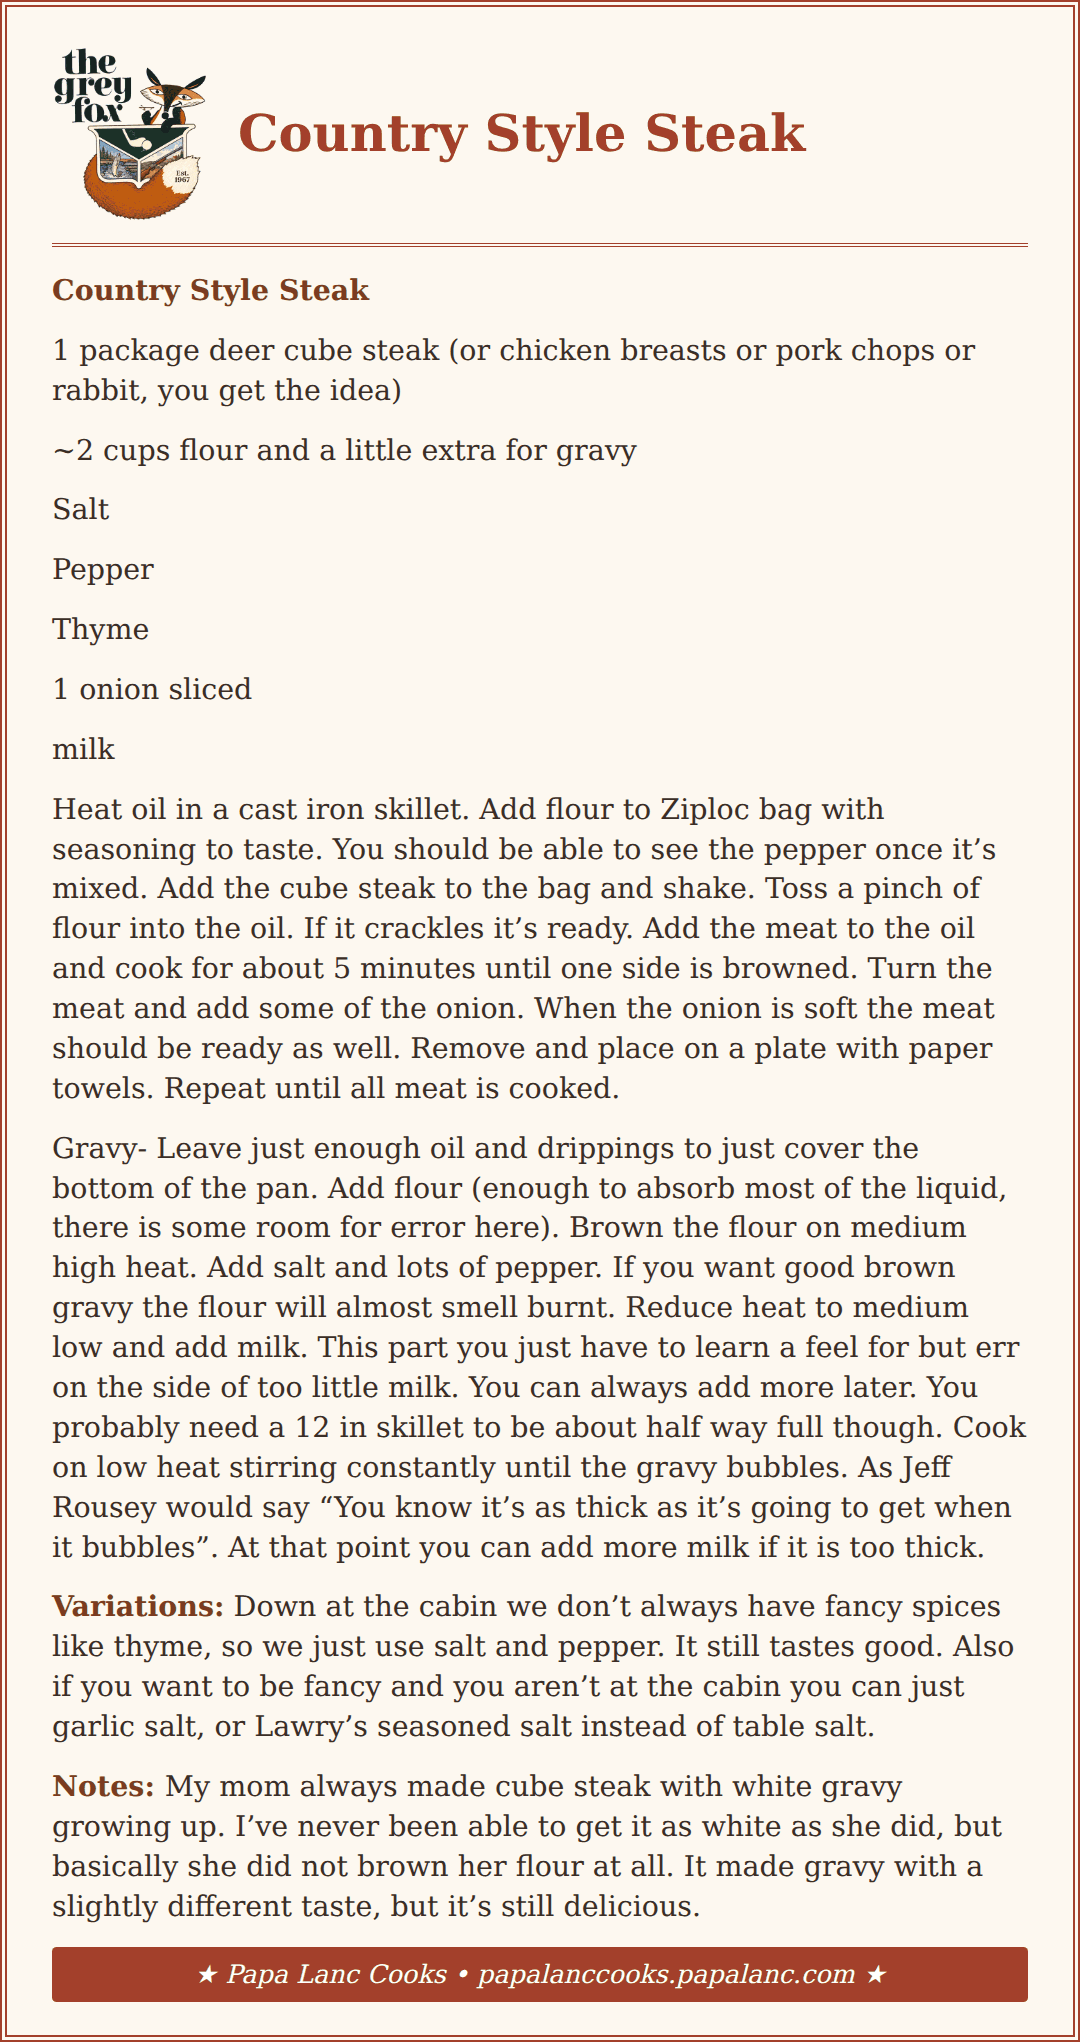 the
grey
fox
Est.
1967
Country Style Steak
Country Style Steak
1 package deer cube steak (or chicken breasts or pork chops or
rabbit, you get the idea)
~2 cups flour and a little extra for gravy
Salt
Pepper
Thyme
1 onion sliced
milk
Heat oil in a cast iron skillet. Add flour to Ziploc bag with
seasoning to taste. You should be able to see the pepper once it’s
mixed. Add the cube steak to the bag and shake. Toss a pinch of
flour into the oil. If it crackles it’s ready. Add the meat to the oil
and cook for about 5 minutes until one side is browned. Turn the
meat and add some of the onion. When the onion is soft the meat
should be ready as well. Remove and place on a plate with paper
towels. Repeat until all meat is cooked.
Gravy- Leave just enough oil and drippings to just cover the
bottom of the pan. Add flour (enough to absorb most of the liquid,
there is some room for error here). Brown the flour on medium
high heat. Add salt and lots of pepper. If you want good brown
gravy the flour will almost smell burnt. Reduce heat to medium
low and add milk. This part you just have to learn a feel for but err
on the side of too little milk. You can always add more later. You
probably need a 12 in skillet to be about half way full though. Cook
on low heat stirring constantly until the gravy bubbles. As Jeff
Rousey would say “You know it’s as thick as it’s going to get when
it bubbles”. At that point you can add more milk if it is too thick.
Variations: Down at the cabin we don’t always have fancy spices
like thyme, so we just use salt and pepper. It still tastes good. Also
if you want to be fancy and you aren’t at the cabin you can just
garlic salt, or Lawry’s seasoned salt instead of table salt.
Notes: My mom always made cube steak with white gravy
growing up. I’ve never been able to get it as white as she did, but
basically she did not brown her flour at all. It made gravy with a
slightly different taste, but it’s still delicious.
★ Papa Lanc Cooks • papalanccooks.papalanc.com ★